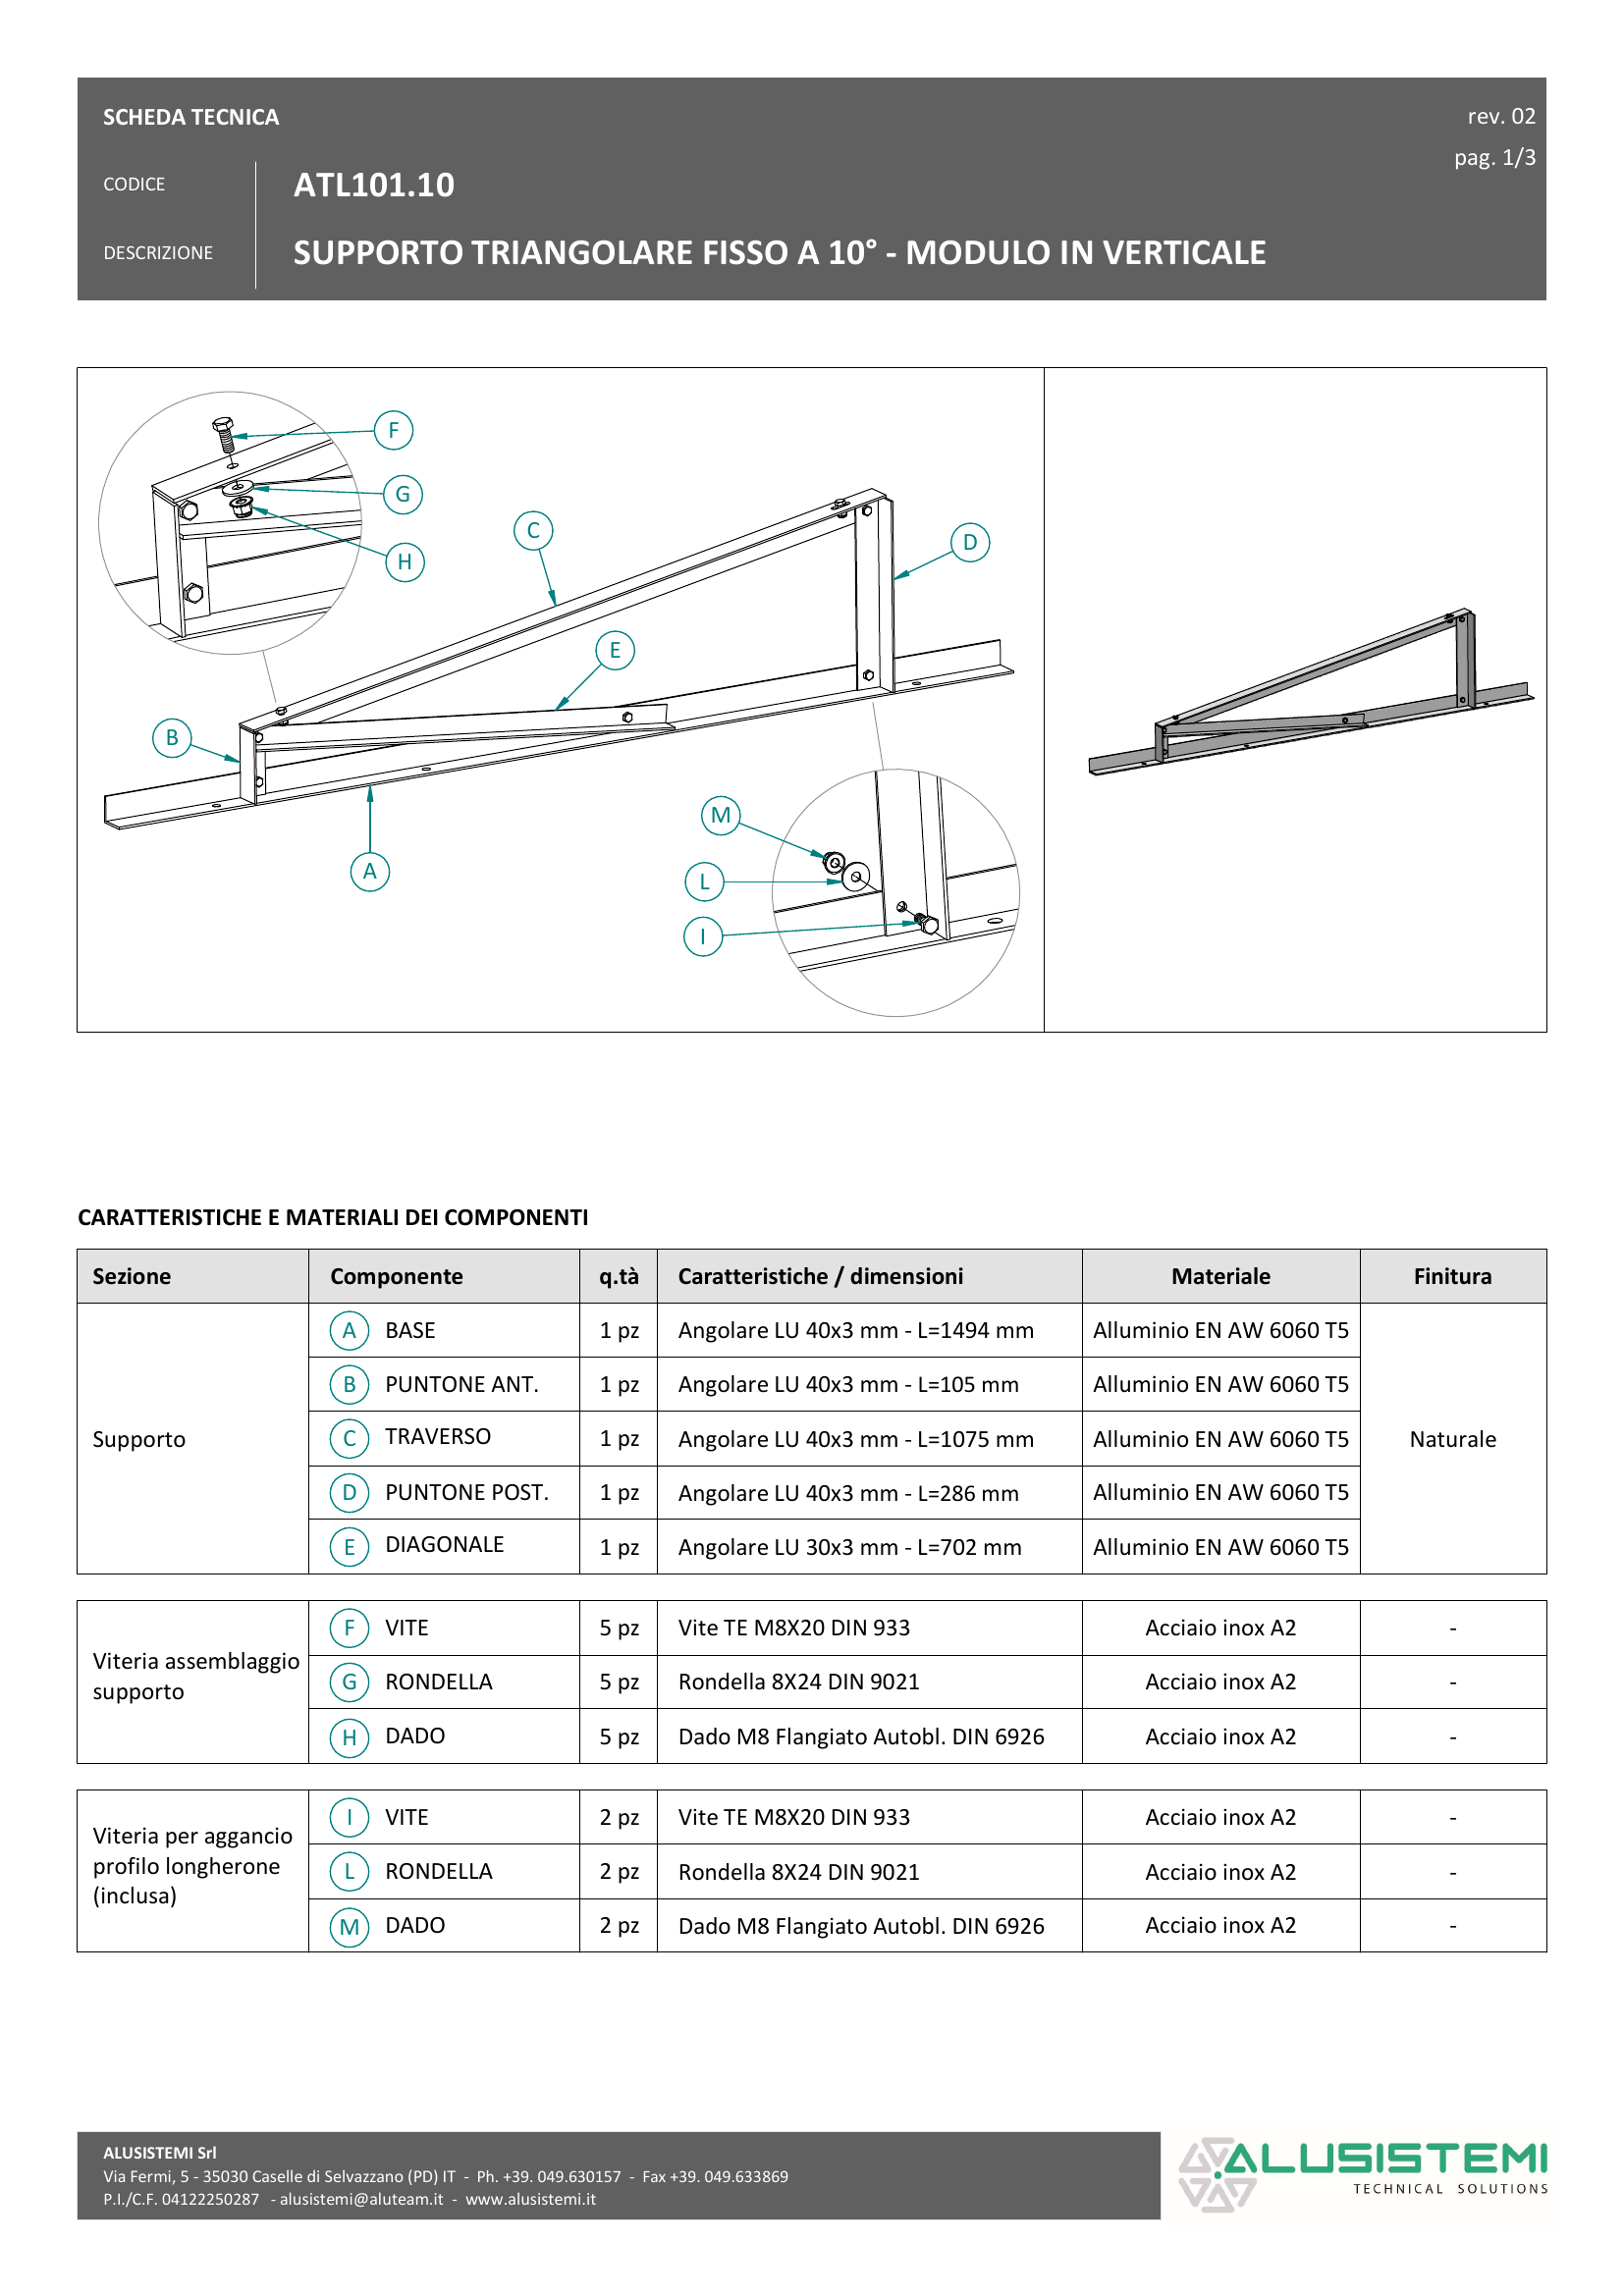 SCHEDA TECNICA
rev. 02
pag. 1/3
CODICE
ATL101.10
DESCRIZIONE
SUPPORTO TRIANGOLARE FISSO A 10° - MODULO IN VERTICALE
F
G
H
C
D
E
B
A
M
L
I
CARATTERISTICHE E MATERIALI DEI COMPONENTI
Sezione Componente q.tà Caratteristiche / dimensioni Materiale Finitura
Supporto
A BASE 1 pz Angolare LU 40x3 mm - L=1494 mm Alluminio EN AW 6060 T5
B PUNTONE ANT. 1 pz Angolare LU 40x3 mm - L=105 mm Alluminio EN AW 6060 T5
C TRAVERSO 1 pz Angolare LU 40x3 mm - L=1075 mm Alluminio EN AW 6060 T5
Naturale
D PUNTONE POST. 1 pz Angolare LU 40x3 mm - L=286 mm Alluminio EN AW 6060 T5
E DIAGONALE 1 pz Angolare LU 30x3 mm - L=702 mm Alluminio EN AW 6060 T5
Viteria assemblaggio
supporto
F VITE 5 pz Vite TE M8X20 DIN 933 Acciaio inox A2 -
G RONDELLA 5 pz Rondella 8X24 DIN 9021 Acciaio inox A2 -
H DADO 5 pz Dado M8 Flangiato Autobl. DIN 6926 Acciaio inox A2 -
Viteria per aggancio
profilo longherone
(inclusa)
I VITE 2 pz Vite TE M8X20 DIN 933 Acciaio inox A2 -
L RONDELLA 2 pz Rondella 8X24 DIN 9021 Acciaio inox A2 -
M DADO 2 pz Dado M8 Flangiato Autobl. DIN 6926 Acciaio inox A2 -
ALUSISTEMI Srl
Via Fermi, 5 - 35030 Caselle di Selvazzano (PD) IT - Ph. +39. 049.630157 - Fax +39. 049.633869
P.I./C.F. 04122250287 - alusistemi@aluteam.it - www.alusistemi.it
ALUSISTEMI
TECHNICAL SOLUTIONS